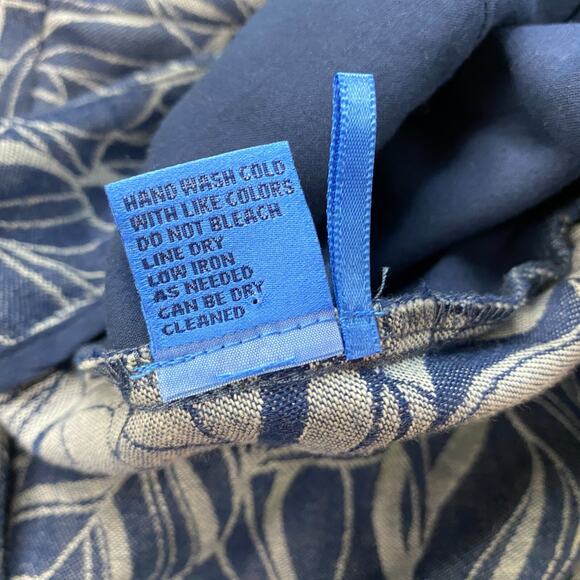 HAND WASH COLD
WITH LIKE COLORS
DO NOT BLEACH
LINE DRY
LOW IRON
AS NEEDED
CAN BE DRY
CLEANED